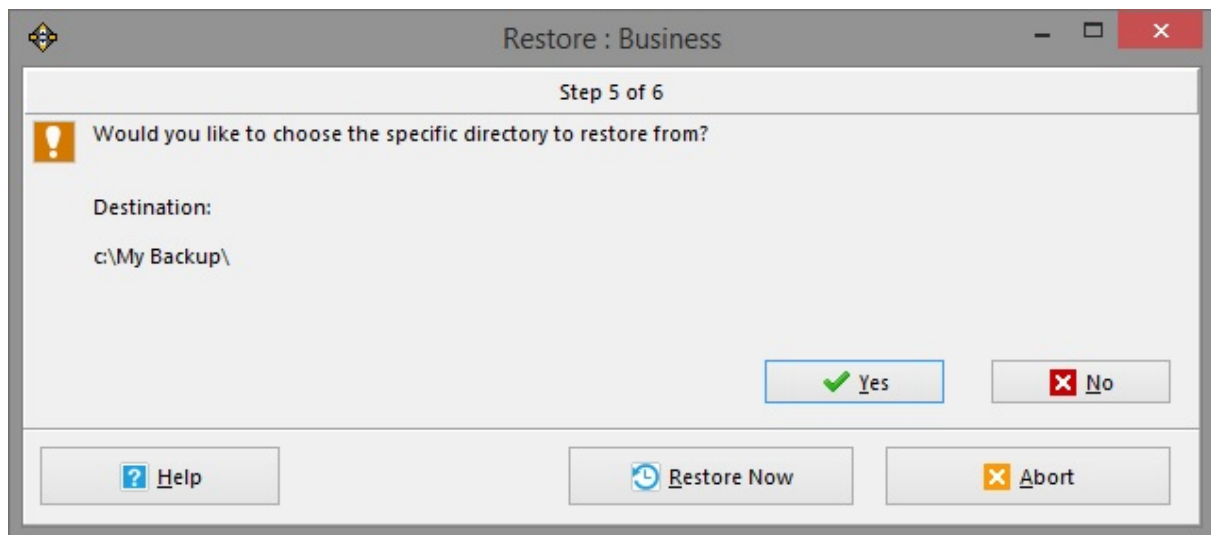 Restore : Business
Step 5 of 6
Would you like to choose the specific directory to restore from?
Destination:
c:\My Backup\
Yes
No
Help
Restore Now
Abort